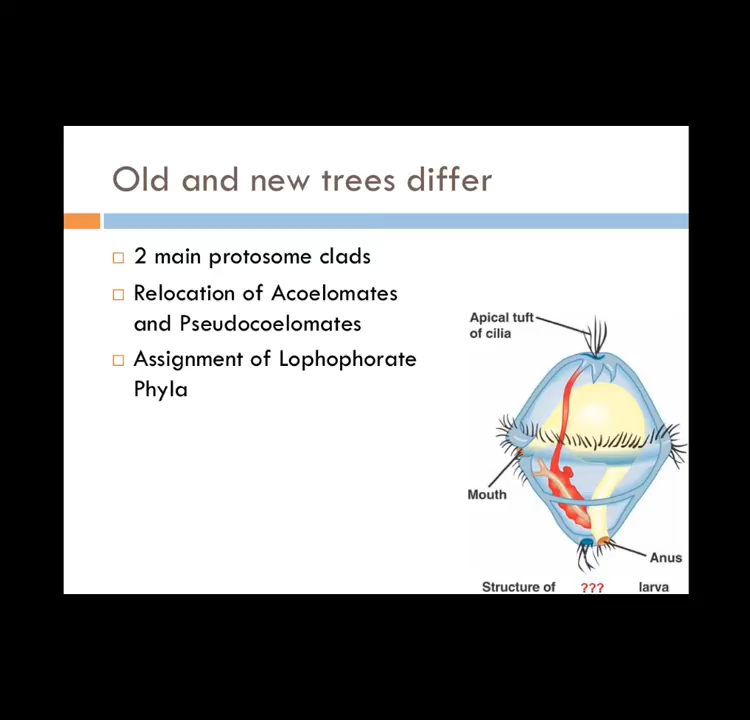 Old and new trees differ
2 main protosome clads
Relocation of Acoelomates
and Pseudocoelomates
Assignment of Lophophorate
Phyla
Apical tuft
of cilia
Mouth
Anus
Structure of ??? larva